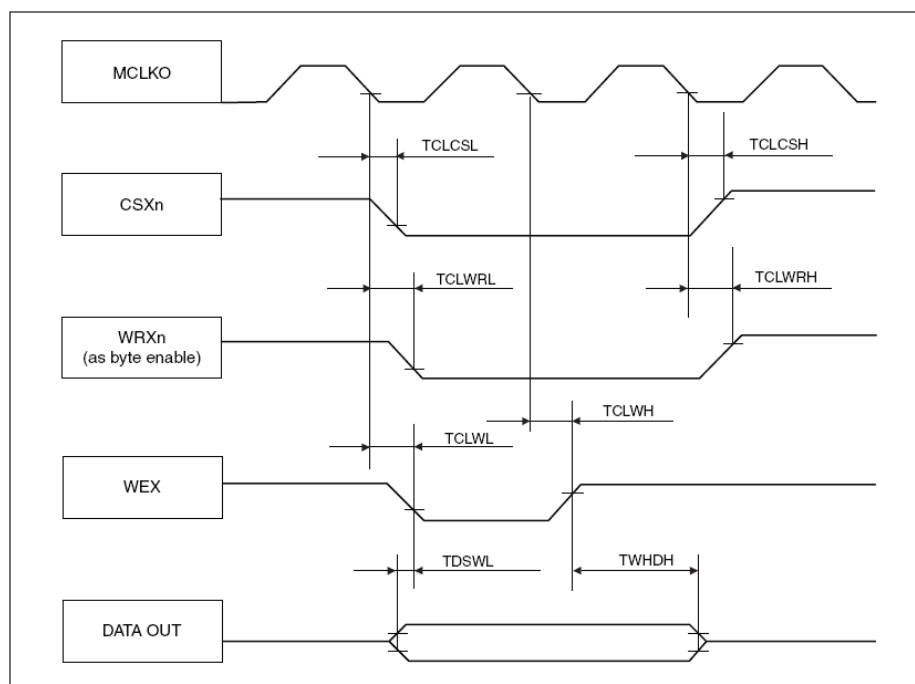 MCLKO
TCLCSL
TCLCSH
CSXn
TCLWRL
TCLWRH
WRXn
(as byte enable)
TCLWH
TCLWL
WEX
TDSWL
TWHDH
DATA OUT